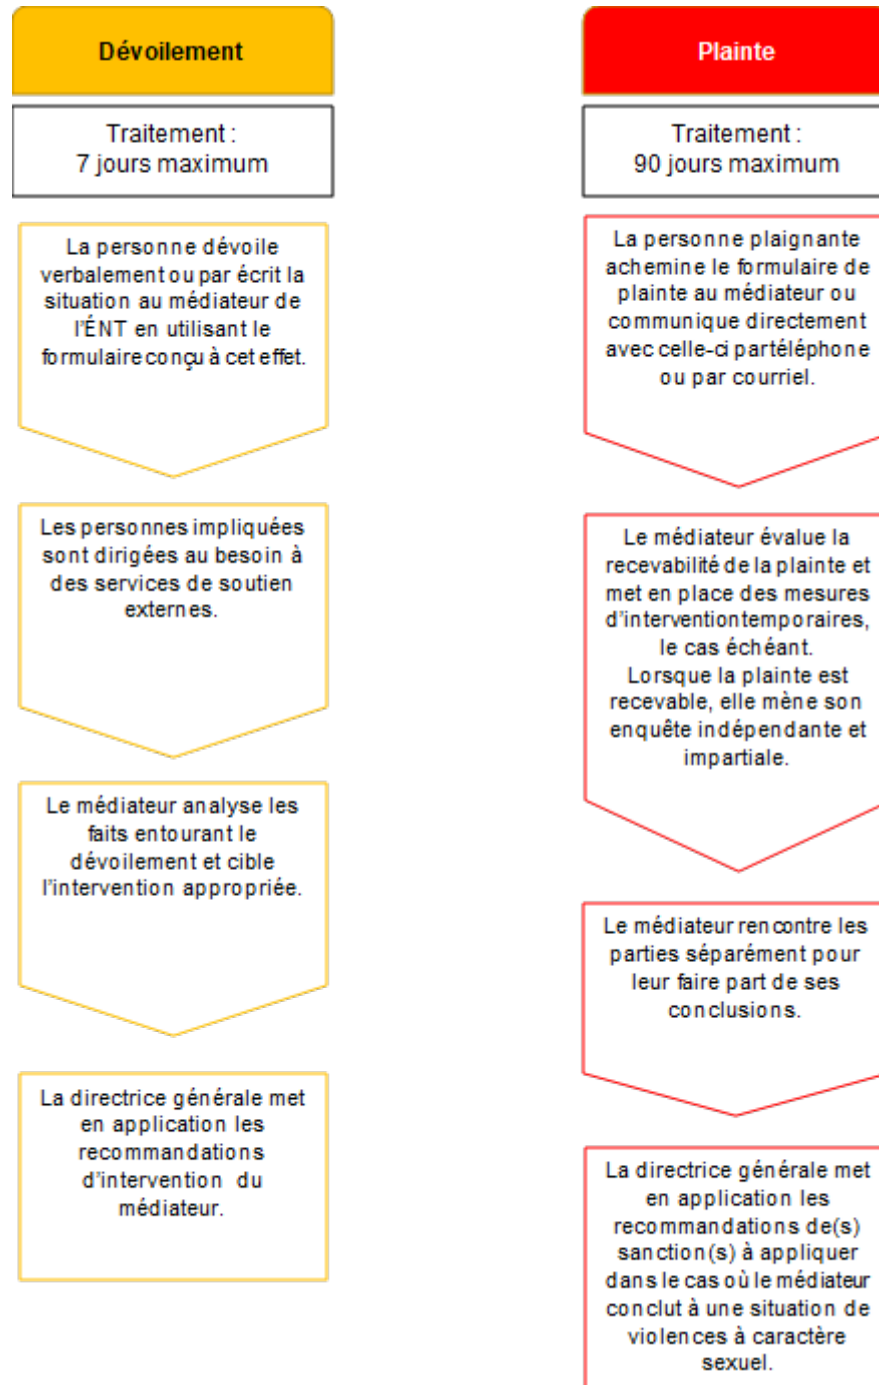 Dévoilement
Traitement :
7 jours maximum
La personne dévoile
verbalement ou par écrit la
situation au médiateur de
l'ÉNT en utilisant le
formulaire conçu à cet effet.
Les personnes impliquées
sont dirigées au besoin à
des services de soutien
externes.
Le médiateur analyse les
faits entourant le
dévoilement et cible
l'intervention appropriée.
La directrice générale met
en application les
recommandations
d'intervention du
médiateur.
Plainte
Traitement :
90 jours maximum
La personne plaignante
achemine le formulaire de
plainte au médiateur ou
communique directement
avec celle-ci par téléphone
ou par courriel.
Le médiateur évalue la
recevabilité de la plainte et
met en place des mesures
d'intervention temporaires,
le cas échéant.
Lorsque la plainte est
recevable, elle mène son
enquête indépendante et
impartiale.
Le médiateur rencontre les
parties séparément pour
leur faire part de ses
conclusions.
La directrice générale met
en application les
recommandations de(s)
sanction(s) à appliquer
dans le cas où le médiateur
conclut à une situation de
violences à caractère
sexuel.